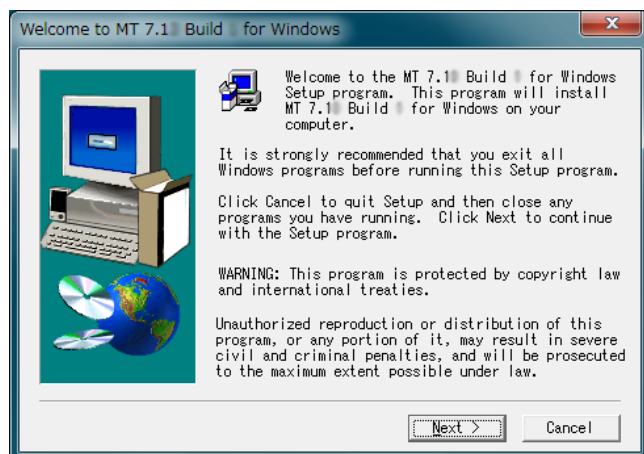 Welcome to MT 7.1 Build for Windows
Welcome to the MT 7.1 Build for Windows
Setup program. This program will install
MT 7.1 Build for Windows on your
computer.
It is strongly recommended that you exit all
Windows programs before running this Setup program.
Click Cancel to quit Setup and then close any
programs you have running. Click Next to continue
with the Setup program.
WARNING: This program is protected by copyright law
and international treaties.
Unauthorized reproduction or distribution of this
program, or any portion of it, may result in severe
civil and criminal penalties, and will be prosecuted
to the maximum extent possible under law.
Next > Cancel